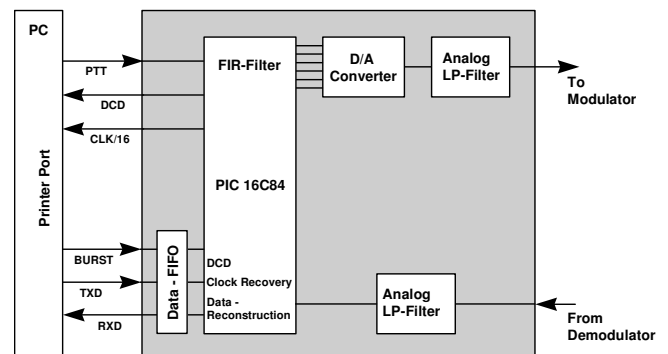 PC
Printer Port
PTT
DCD
CLK/16
BURST
TXD
RXD
Data - FIFO
FIR-Filter
PIC 16C84
DCD
Clock Recovery
Data -
Reconstruction
D/A
Converter
Analog
LP-Filter
To
Modulator
Analog
LP-Filter
From
Demodulator